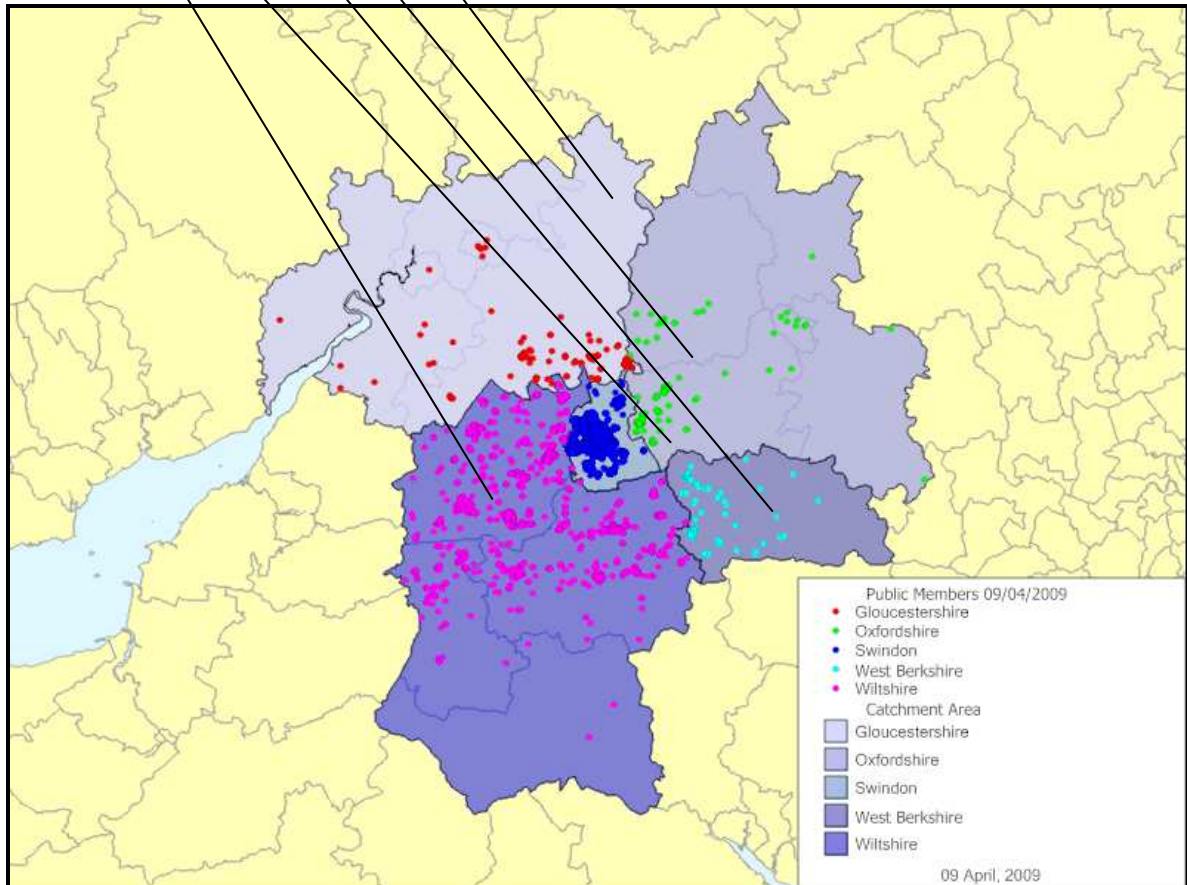 Public Members 09/04/2009
Gloucestershire
Oxfordshire
Swindon
West Berkshire
Wiltshire
Catchment Area
Gloucestershire
Oxfordshire
Swindon
West Berkshire
Wiltshire
09 April, 2009